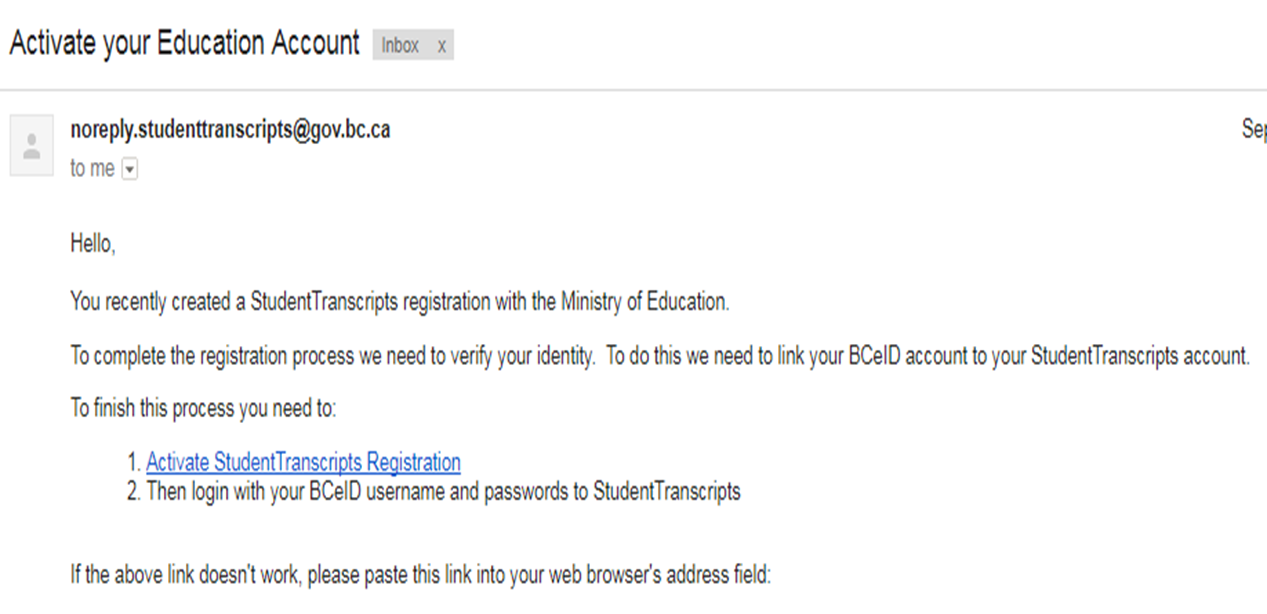 Activate your Education Account Inbox x
noreply.studenttranscripts@gov.bc.ca Sep
to me
Hello,
You recently created a StudentTranscripts registration with the Ministry of Education.
To complete the registration process we need to verify your identity. To do this we need to link your BCeID account to your StudentTranscripts account.
To finish this process you need to:
1. Activate StudentTranscripts Registration
2. Then login with your BCeID username and passwords to StudentTranscripts
If the above link doesn't work, please paste this link into your web browser's address field: